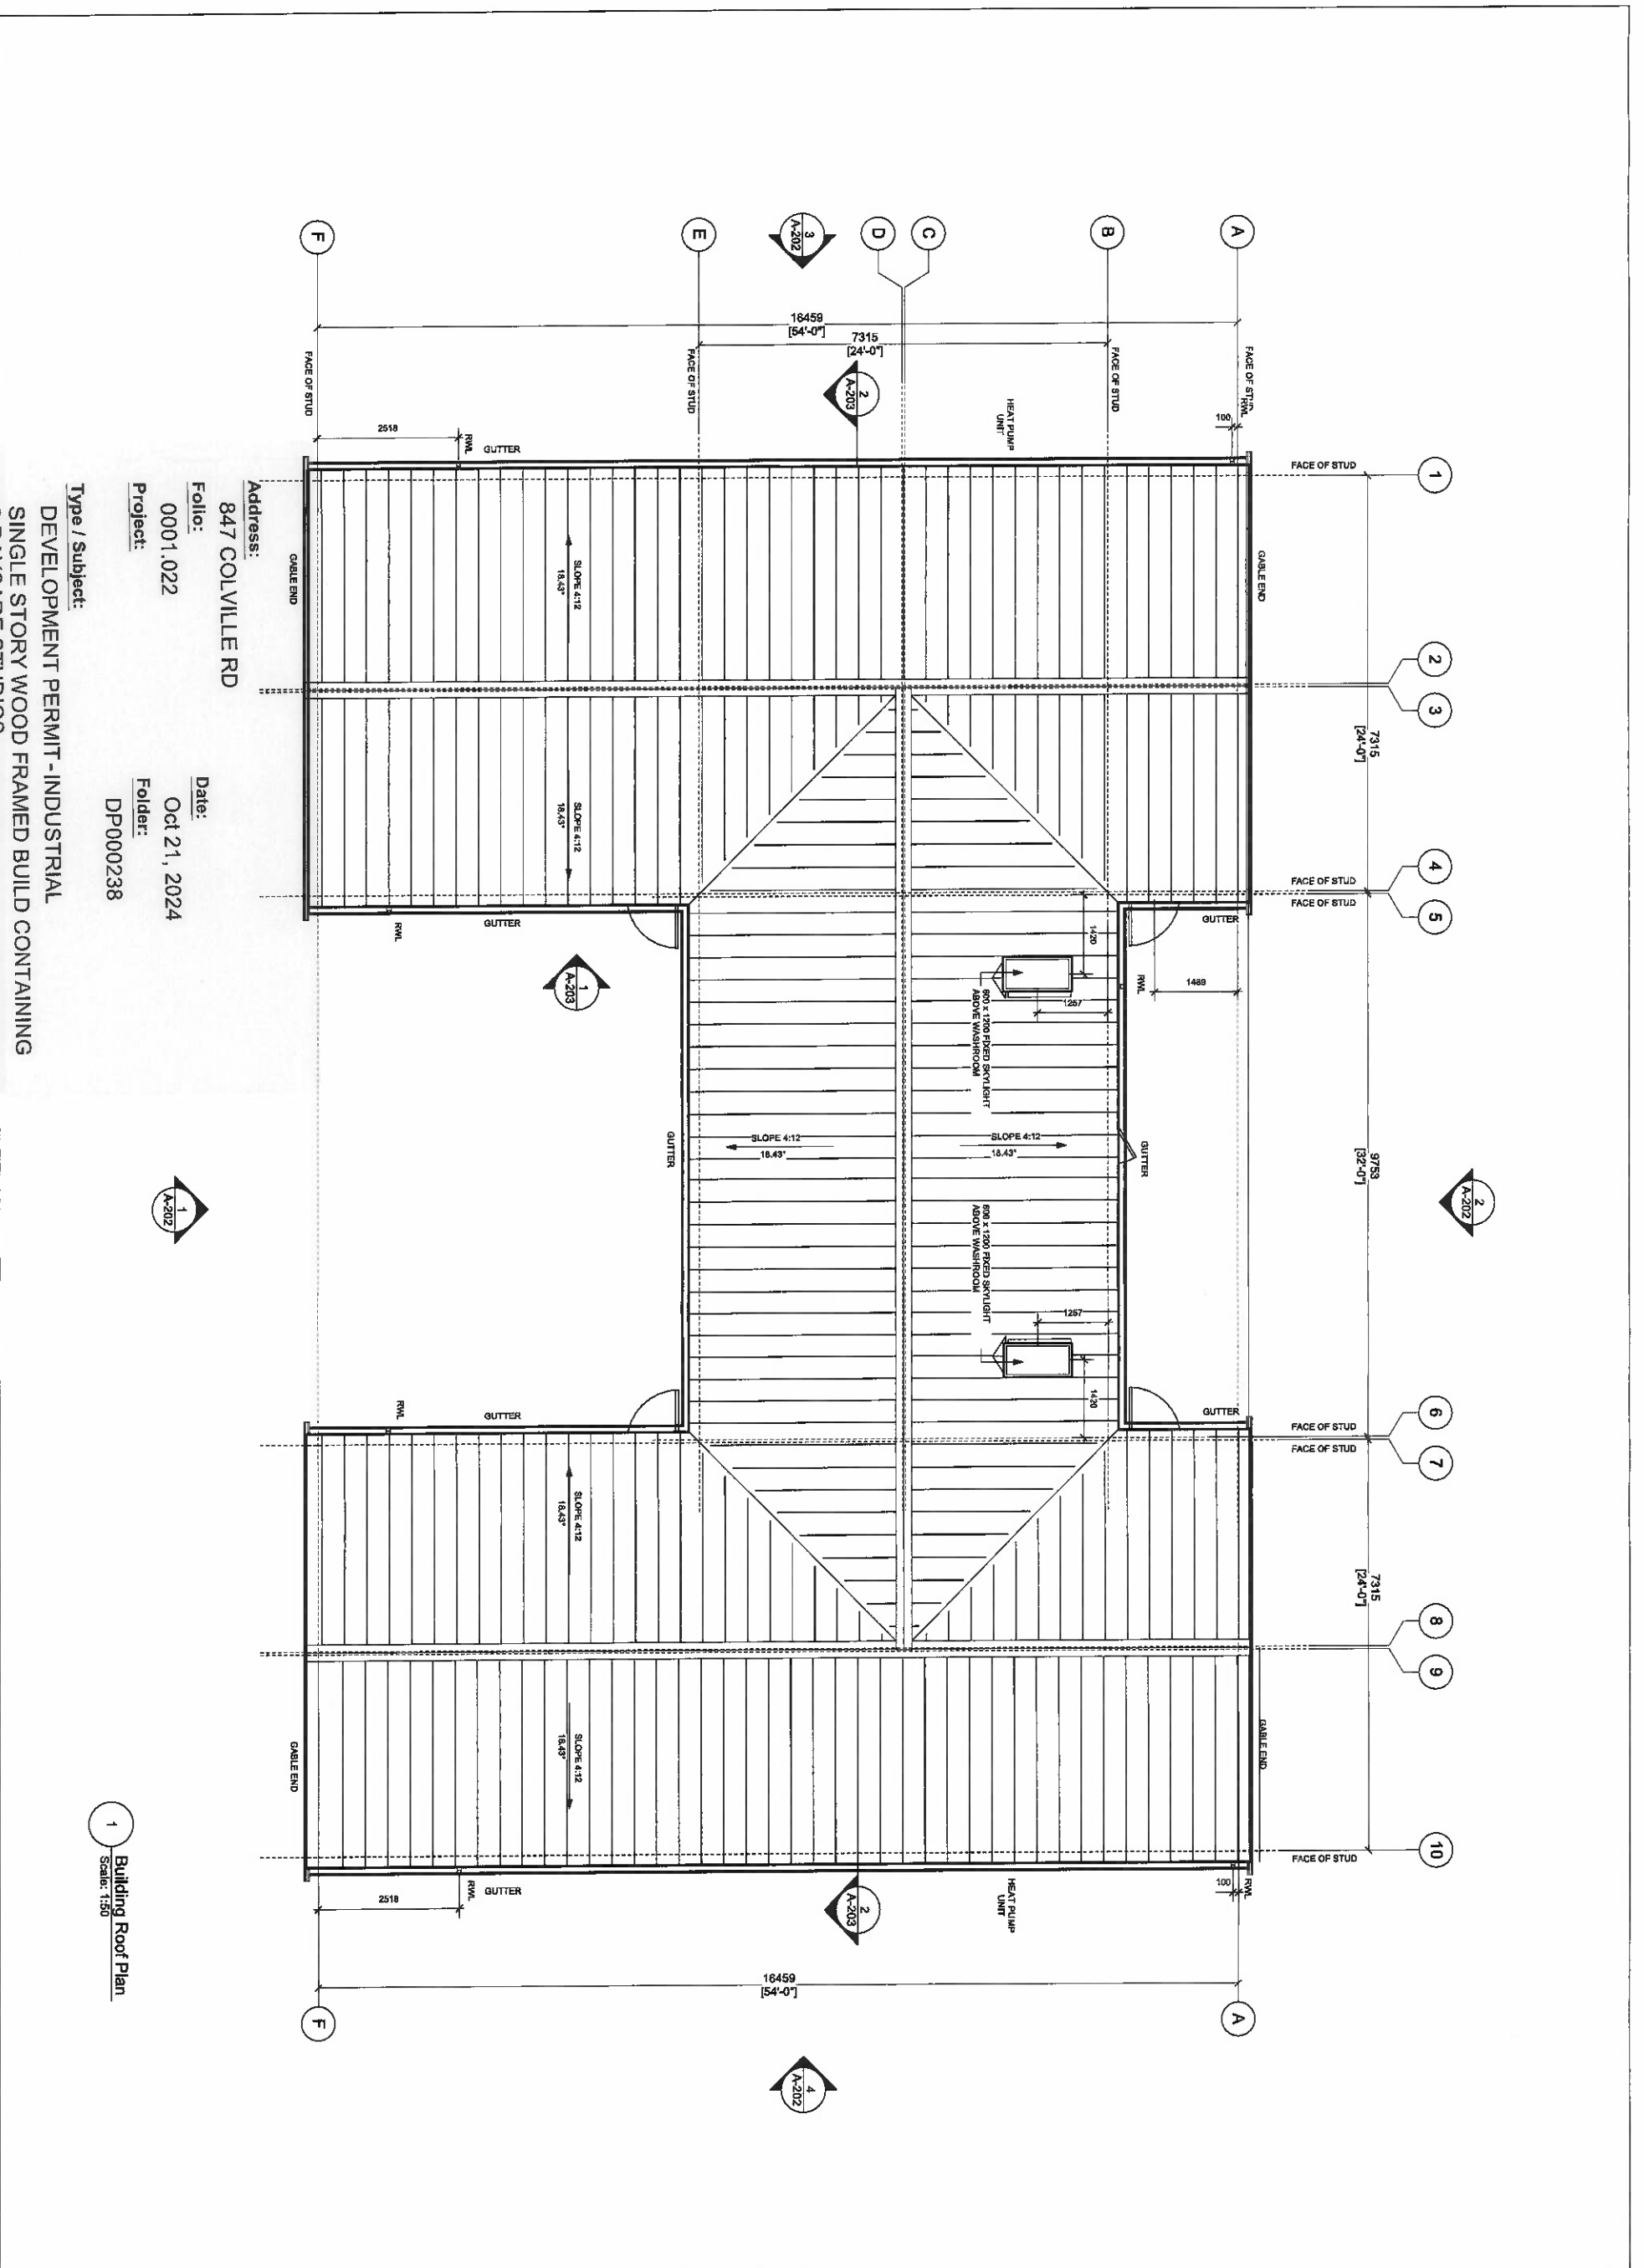 1
2
3
4
5
6
7
8
9
10
7315
[24'-0"]
9753
[32'-0"]
7315
[24'-0"]
2
A-202
FACE OF STUD
FACE OF STUD
FACE OF STUD
FACE OF STUD
FACE OF STUD
FACE OF STUD
A
B
C
D
3
A-202
E
F
16459
[54'-0"]
7315
[24'-0"]
FACE OF STUD
FACE OF STUD
FACE OF STUD
FACE OF STUD
RWL
100
HEAT PUMP
UNIT
2
A-203
GUTTER
RWL
2518
GABLE END
GABLE END
GUTTER
RWL
1489
GUTTER
GUTTER
GABLE END
1420
1257
600 x 1200 FIXED SKYLIGHT
ABOVE WASHROOM
SLOPE 4:12
18.43°
600 x 1200 FIXED SKYLIGHT
ABOVE WASHROOM
1257
1420
SLOPE 4:12
18.43°
GUTTER
SLOPE 4:12
18.43°
SLOPE 4:12
18.43°
SLOPE 4:12
18.43°
SLOPE 4:12
18.43°
GUTTER
RWL
1
A-203
GUTTER
RWL
GABLE END
GABLE END
RWL
100
HEAT PUMP
UNIT
2
A-203
GUTTER
RWL
2518
16459
[54'-0"]
A
F
4
A-202
1
A-202
Address:
847 COLVILLE RD
Folio:
0001.022
Date:
Oct 21, 2024
Project:
Folder:
DP000238
Type / Subject:
DEVELOPMENT PERMIT - INDUSTRIAL
SINGLE STORY WOOD FRAMED BUILD CONTAINING
1
Building Roof Plan
Scale: 1:50